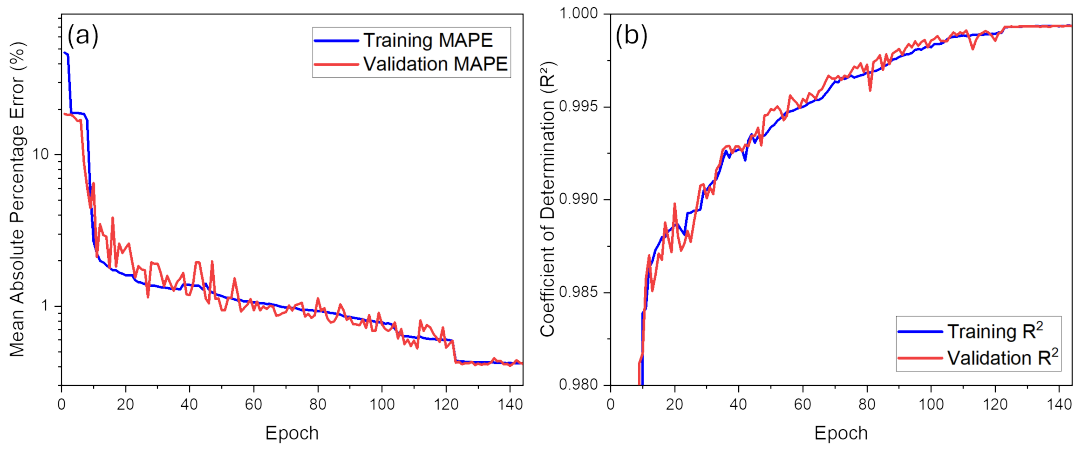 (a)
Training MAPE
Validation MAPE
Mean Absolute Percentage Error (%)
10
1
0 20 40 60 80 100 120 140
Epoch
(b)
Coefficient of Determination (R²)
1.000
0.995
0.990
0.985
0.980
Training R²
Validation R²
0 20 40 60 80 100 120 140
Epoch